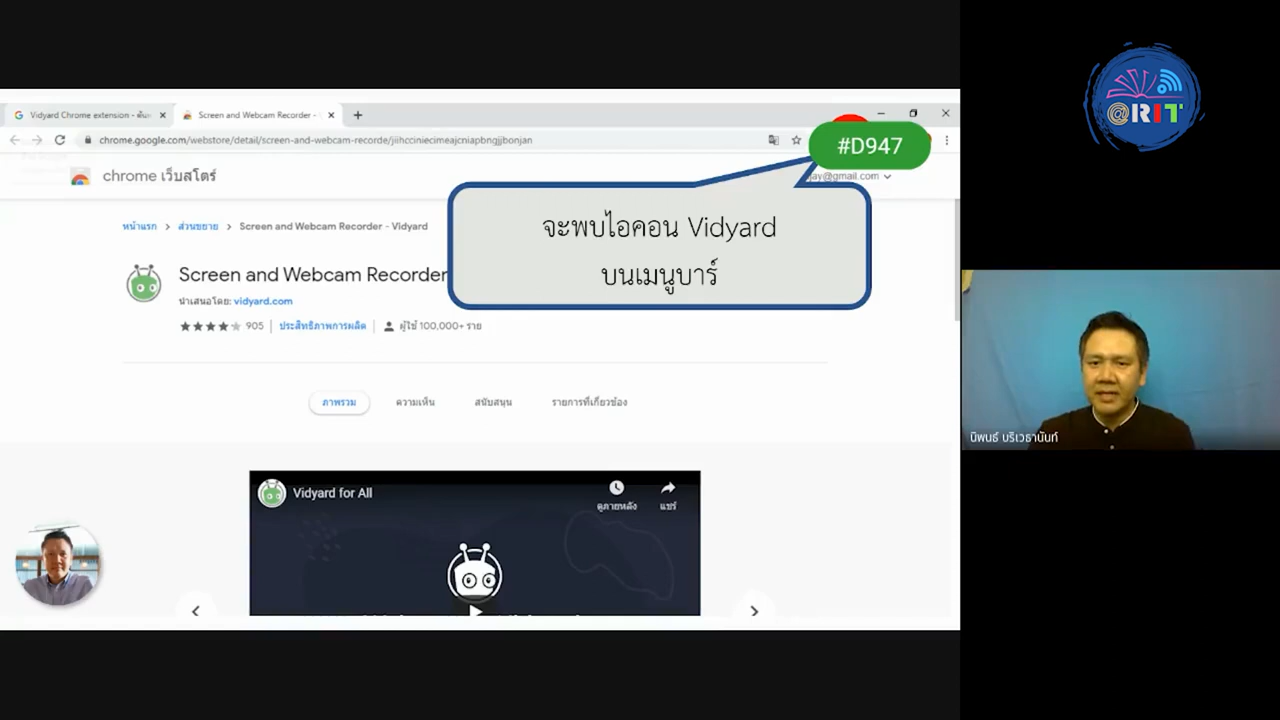 @RIT
Vidyard Chrome extension - ค้น
Screen and Webcam Recorder -
chrome.google.com/webstore/detail/screen-and-webcam-recorde/jiihcciniecimeajcniapbngjjbonjan
#D947
chrome เว็บสโตร์
jay@gmail.com
จะพบไอคอน Vidyard
บนเมนูบาร์
หน้าแรก > ส่วนขยาย > Screen and Webcam Recorder - Vidyard
Screen and Webcam Recorder
นำเสนอโดย: vidyard.com
905 | ประสิทธิภาพการผลิต | ผู้ใช้ 100,000+ ราย
ภาพรวม ความเห็น สนับสนุน รายการที่เกี่ยวข้อง
นิพนธ์ บริเวธานันท์
Vidyard for All
ดูภายหลัง แชร์